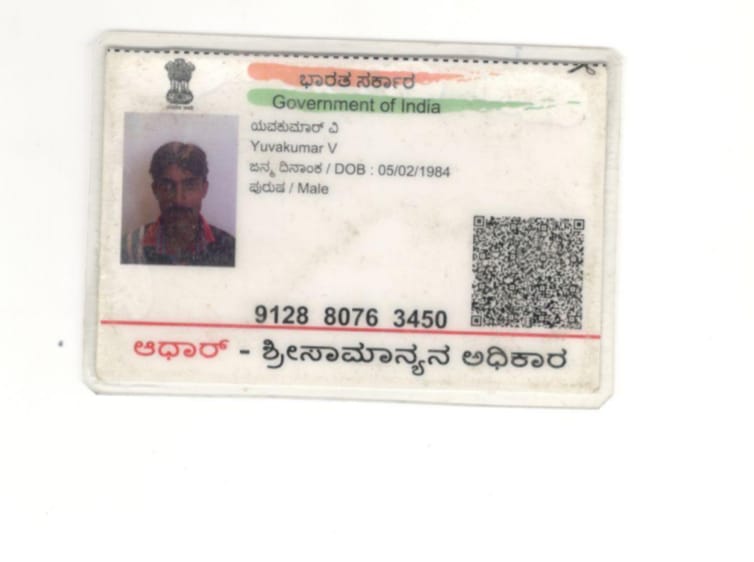 ಭಾರತ ಸರ್ಕಾರ
Government of India
ಯುವಕುಮಾರ್ ವಿ
Yuvakumar V
ಜನ್ಮ ದಿನಾಂಕ / DOB : 05/02/1984
ಪುರುಷ / Male
9128 8076 3450
ಆಧಾರ್ - ಶ್ರೀಸಾಮಾನ್ಯನ ಅಧಿಕಾರ